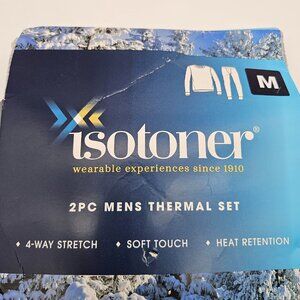 M
isotoner®
wearable experiences since 1910
2PC MENS THERMAL SET
• 4-WAY STRETCH • SOFT TOUCH • HEAT RETENTION